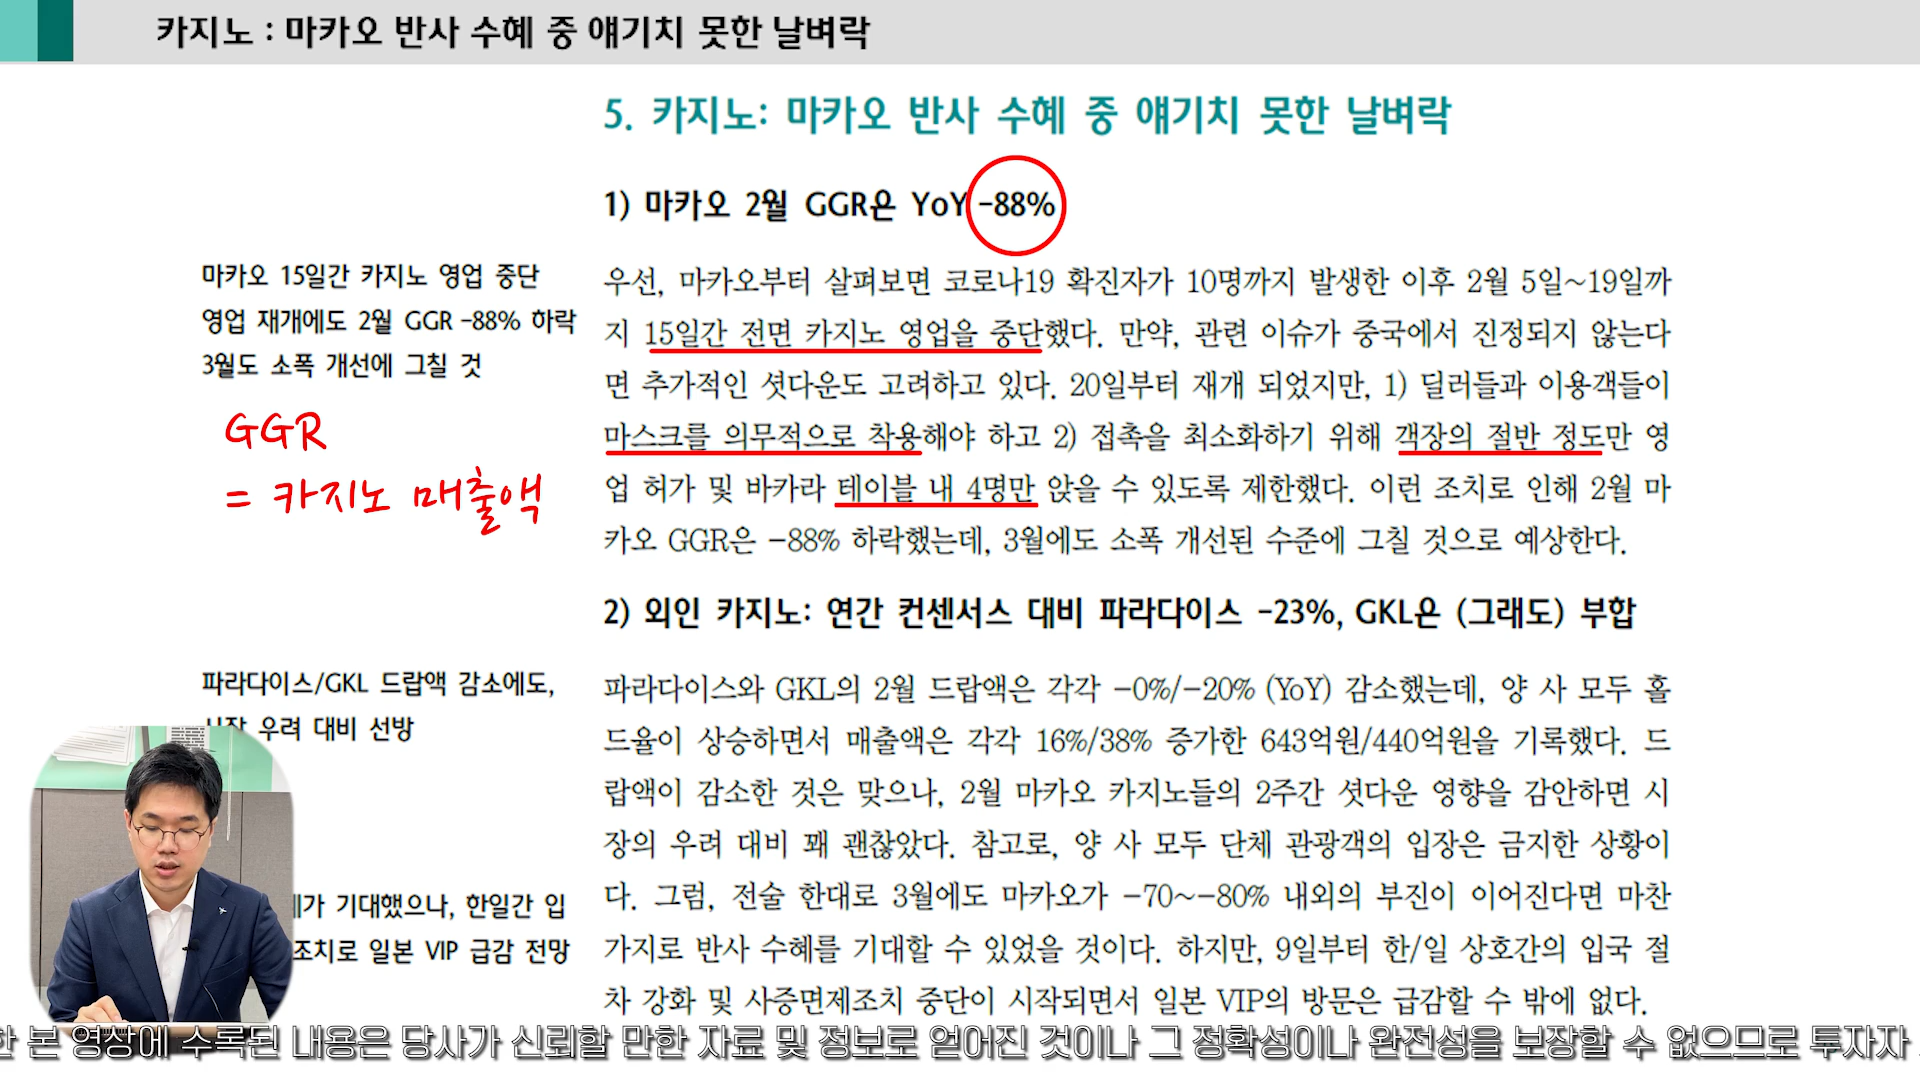 카지노 : 마카오 반사 수혜 중 얘기치 못한 날벼락
5. 카지노: 마카오 반사 수혜 중 얘기치 못한 날벼락
1) 마카오 2월 GGR은 YoY -88%
마카오 15일간 카지노 영업 중단
영업 재개에도 2월 GGR -88% 하락
3월도 소폭 개선에 그칠 것
GGR
= 카지노 매출액
우선, 마카오부터 살펴보면 코로나19 확진자가 10명까지 발생한 이후 2월 5일~19일까
지 15일간 전면 카지노 영업을 중단했다. 만약, 관련 이슈가 중국에서 진정되지 않는다
면 추가적인 셧다운도 고려하고 있다. 20일부터 재개 되었지만, 1) 딜러들과 이용객들이
마스크를 의무적으로 착용해야 하고 2) 접촉을 최소화하기 위해 객장의 절반 정도만 영
업 허가 및 바카라 테이블 내 4명만 앉을 수 있도록 제한했다. 이런 조치로 인해 2월 마
카오 GGR은 -88% 하락했는데, 3월에도 소폭 개선된 수준에 그칠 것으로 예상한다.
2) 외인 카지노: 연간 컨센서스 대비 파라다이스 -23%, GKL은 (그래도) 부합
파라다이스/GKL 드랍액 감소에도,
우려 대비 선방
기대했으나, 한일간 입
조치로 일본 VIP 급감 전망
파라다이스와 GKL의 2월 드랍액은 각각 -0%/-20% (YoY) 감소했는데, 양 사 모두 홀
드율이 상승하면서 매출액은 각각 16%/38% 증가한 643억원/440억원을 기록했다. 드
랍액이 감소한 것은 맞으나, 2월 마카오 카지노들의 2주간 셧다운 영향을 감안하면 시
장의 우려 대비 꽤 괜찮았다. 참고로, 양 사 모두 단체 관광객의 입장은 금지한 상황이
다. 그럼, 전술 한대로 3월에도 마카오가 -70~-80% 내외의 부진이 이어진다면 마찬
가지로 반사 수혜를 기대할 수 있었을 것이다. 하지만, 9일부터 한/일 상호간의 입국 절
차 강화 및 사증면제조치 중단이 시작되면서 일본 VIP의 방문은 급감할 수 밖에 없다.
한 본 영상에 수록된 내용은 당사가 신뢰할 만한 자료 및 정보로 얻어진 것이나 그 정확성이나 완전성을 보장할 수 없으므로 투자자